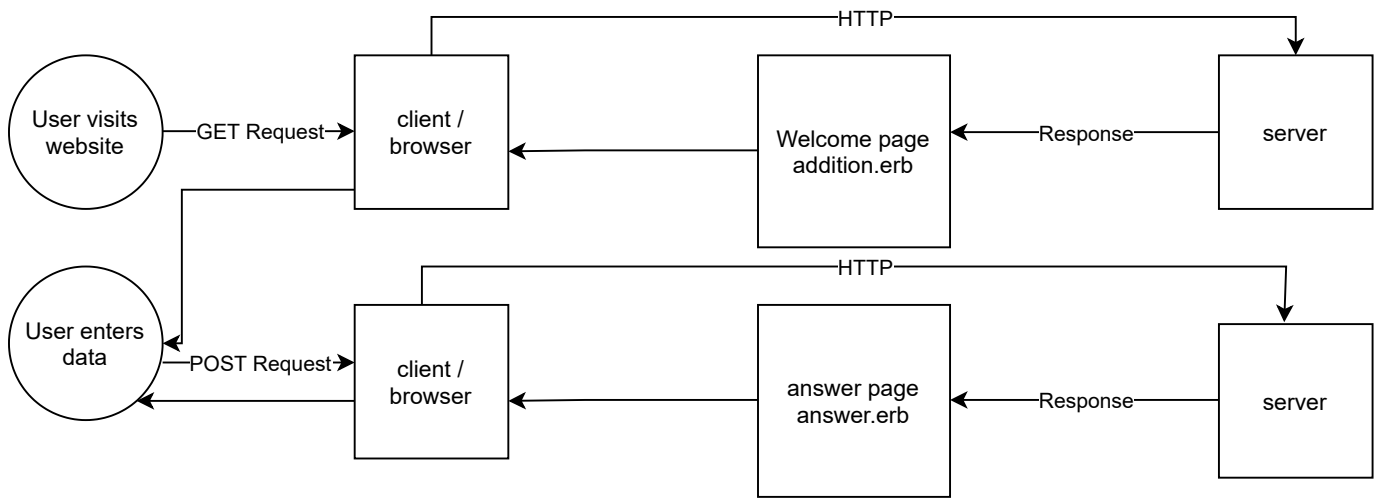 HTTP
User visits
website
GET Request
client /
browser
Welcome page
addition.erb
Response
server
HTTP
User enters
data
POST Request
client /
browser
answer page
answer.erb
Response
server